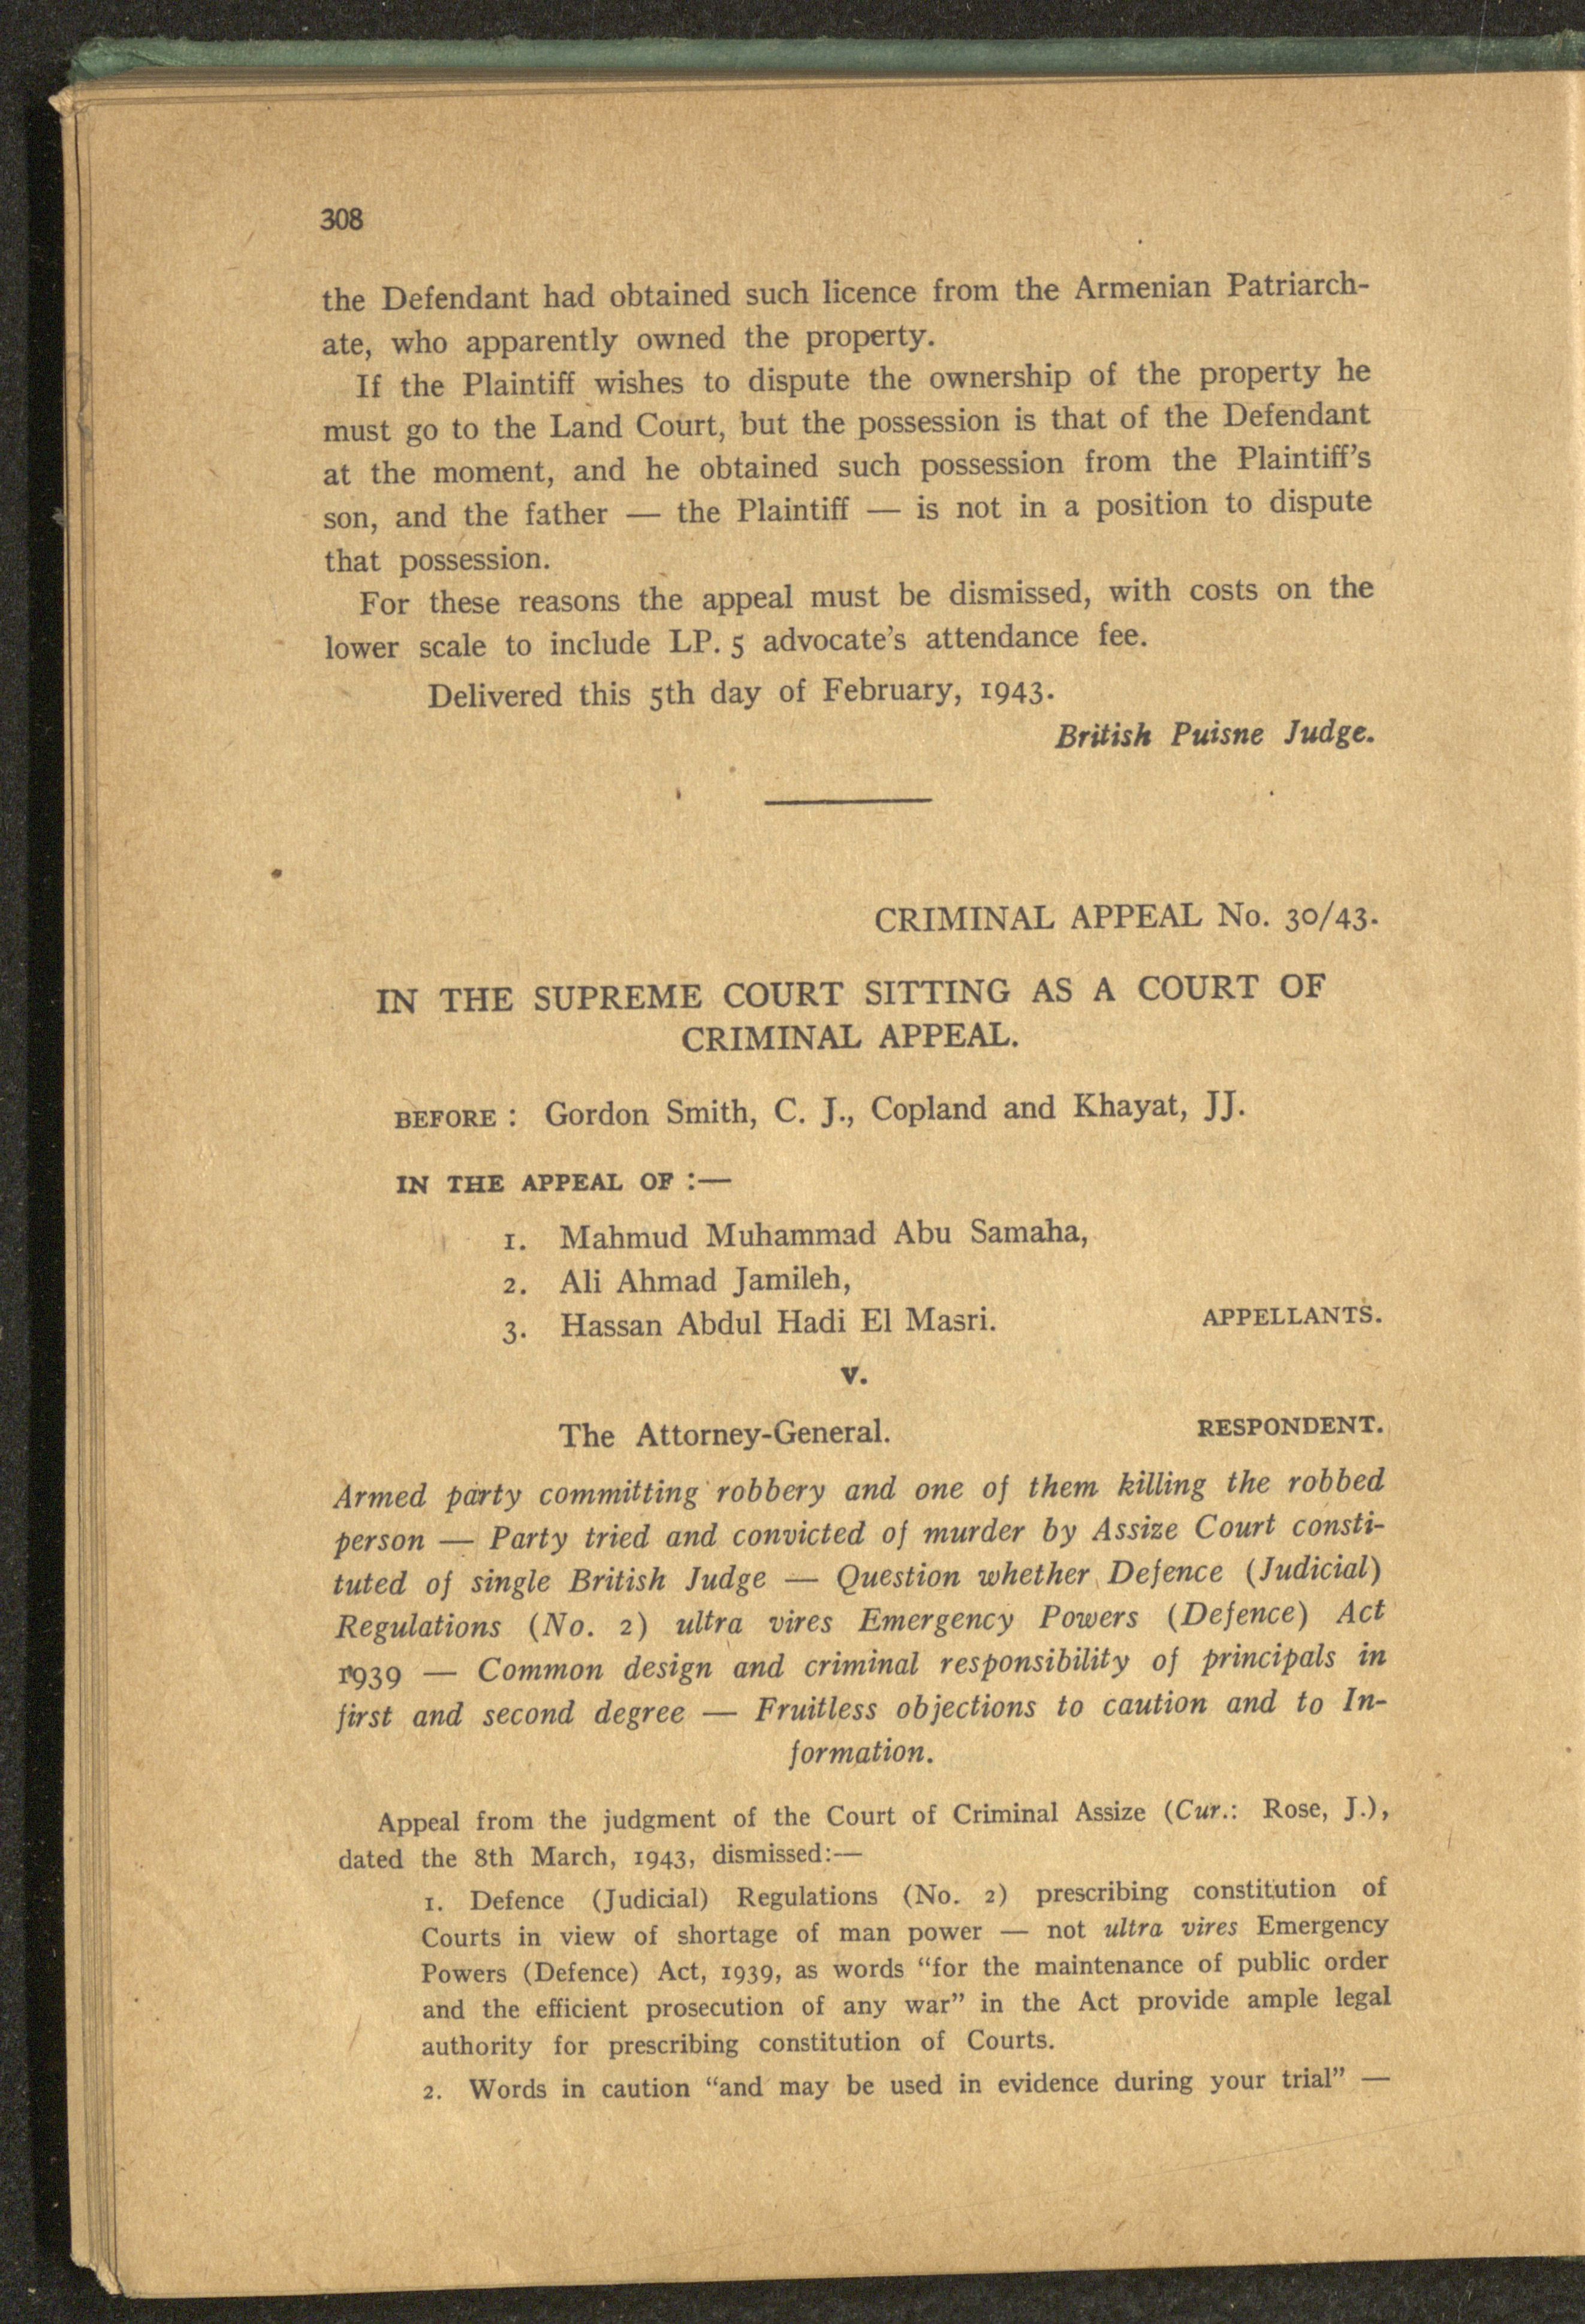 308
the Defendant had obtained such licence from the Armenian Patriarch-
ate, who apparently owned the property.
If the Plaintiff wishes to dispute the ownership of the property he
must go to the Land Court, but the possession is that of the Defendant
at the moment, and he obtained such possession from the Plaintiff's
son, and the father — the Plaintiff — is not in a position to dispute
that possession.
For these reasons the appeal must be dismissed, with costs on the
lower scale to include LP. 5 advocate's attendance fee.
Delivered this 5th day of February, 1943.
British Puisne Judge.
CRIMINAL APPEAL No. 30/43.
IN THE SUPREME COURT SITTING AS A COURT OF
CRIMINAL APPEAL.
BEFORE : Gordon Smith, C. J., Copland and Khayat, JJ.
IN THE APPEAL OF :—
1. Mahmud Muhammad Abu Samaha,
2. Ali Ahmad Jamileh,
3. Hassan Abdul Hadi El Masri. APPELLANTS.
v.
The Attorney-General. RESPONDENT.
Armed party committing robbery and one of them killing the robbed
person — Party tried and convicted of murder by Assize Court consti-
tuted of single British Judge — Question whether Defence (Judicial)
Regulations (No. 2) ultra vires Emergency Powers (Defence) Act
1939 — Common design and criminal responsibility of principals in
first and second degree — Fruitless objections to caution and to In-
formation.
Appeal from the judgment of the Court of Criminal Assize (Cur.: Rose, J.),
dated the 8th March, 1943, dismissed:—
1. Defence (Judicial) Regulations (No. 2) prescribing constitution of
Courts in view of shortage of man power — not ultra vires Emergency
Powers (Defence) Act, 1939, as words “for the maintenance of public order
and the efficient prosecution of any war” in the Act provide ample legal
authority for prescribing constitution of Courts.
2. Words in caution “and may be used in evidence during your trial” —